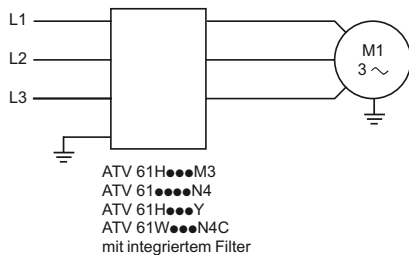 L1
L2
L3
M1
3 ~
ATV 61H●●●M3
ATV 61●●●●N4
ATV 61H●●●Y
ATV 61W●●●N4C
mit integriertem Filter